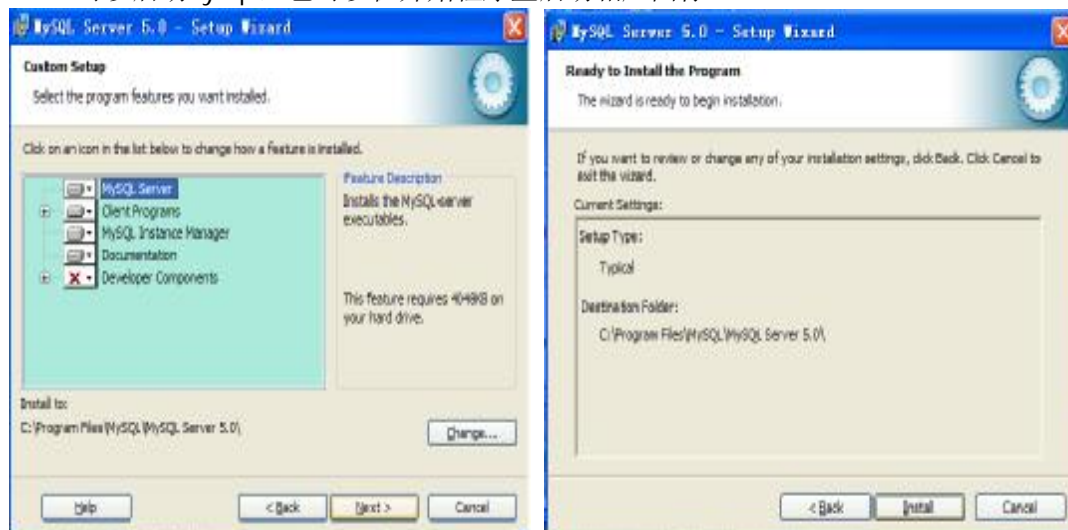 MySQL Server 5.0 - Setup Wizard
Custom Setup
Select the program features you want installed.
Click on an icon in the list below to change how a feature is installed.
MySQL Server
Client Programs
MySQL Instance Manager
Documentation
Developer Components
Feature Description
Installs the MySQL server
executables.
This feature requires on
your hard drive.
Install to:
C:\Program Files\MySQL\MySQL Server 5.0\
Change...
Help
< Back
Next >
Cancel
MySQL Server 5.0 - Setup Wizard
Ready to Install the Program
The wizard is ready to begin installation.
If you want to review or change any of your installation settings, click Back. Click Cancel to
exit the wizard.
Current Settings:
Setup Type:
Typical
Destination Folder:
C:\Program Files\MySQL\MySQL Server 5.0\
< Back
Install
Cancel